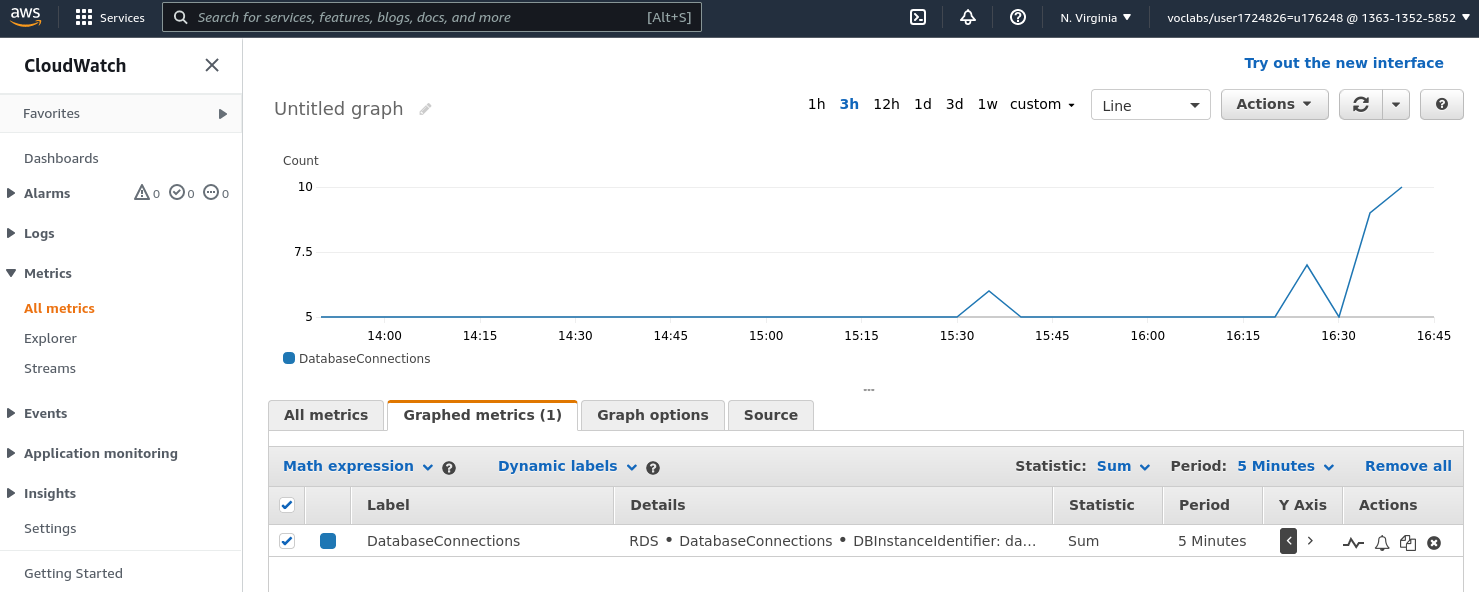 aws Services Search for services, features, blogs, docs, and more [Alt+S] N. Virginia voclabs/user1724826=u176248 @ 1363-1352-5852
CloudWatch
Favorites
Dashboards
Alarms 0 0 0
Logs
Metrics
All metrics
Explorer
Streams
Events
Application monitoring
Insights
Settings
Getting Started
Try out the new interface
Untitled graph 1h 3h 12h 1d 3d 1w custom Line Actions ?
Count
10
7.5
5
14:00 14:15 14:30 14:45 15:00 15:15 15:30 15:45 16:00 16:15 16:30 16:45
DatabaseConnections
All metrics Graphed metrics (1) Graph options Source
Math expression ? Dynamic labels ? Statistic: Sum Period: 5 Minutes Remove all
Label Details Statistic Period Y Axis Actions
DatabaseConnections RDS • DatabaseConnections • DBInstanceIdentifier: da... Sum 5 Minutes < >